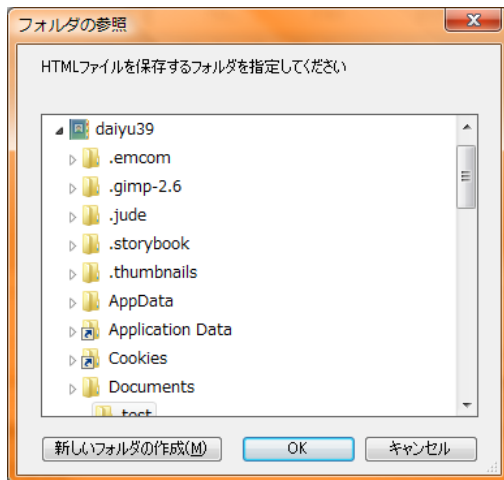 フォルダの参照
HTMLファイルを保存するフォルダを指定してください
daiyu39
.emcom
.gimp-2.6
.jude
.storybook
.thumbnails
AppData
Application Data
Cookies
Documents
test
新しいフォルダの作成(M)
OK
キャンセル